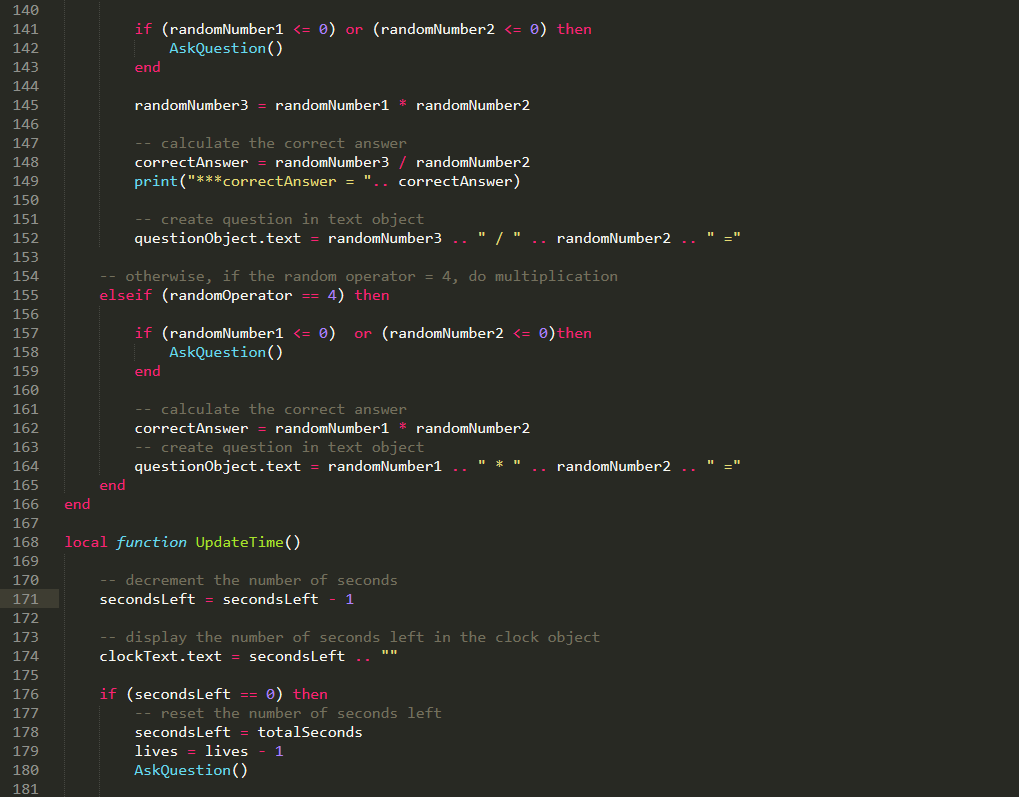 140
141 if (randomNumber1 <= 0) or (randomNumber2 <= 0) then
142 AskQuestion()
143 end
144
145 randomNumber3 = randomNumber1 * randomNumber2
146
147 -- calculate the correct answer
148 correctAnswer = randomNumber3 / randomNumber2
149 print("***correctAnswer = ".. correctAnswer)
150
151 -- create question in text object
152 questionObject.text = randomNumber3 .. " / " .. randomNumber2 .. " ="
153
154 -- otherwise, if the random operator = 4, do multiplication
155 elseif (randomOperator == 4) then
156
157 if (randomNumber1 <= 0)  or (randomNumber2 <= 0)then
158 AskQuestion()
159 end
160
161 -- calculate the correct answer
162 correctAnswer = randomNumber1 * randomNumber2
163 -- create question in text object
164 questionObject.text = randomNumber1 .. " * " .. randomNumber2 .. " ="
165 end
166 end
167
168 local function UpdateTime()
169
170 -- decrement the number of seconds
171 secondsLeft = secondsLeft - 1
172
173 -- display the number of seconds left in the clock object
174 clockText.text = secondsLeft .. ""
175
176 if (secondsLeft == 0) then
177 -- reset the number of seconds left
178 secondsLeft = totalSeconds
179 lives = lives - 1
180 AskQuestion()
181